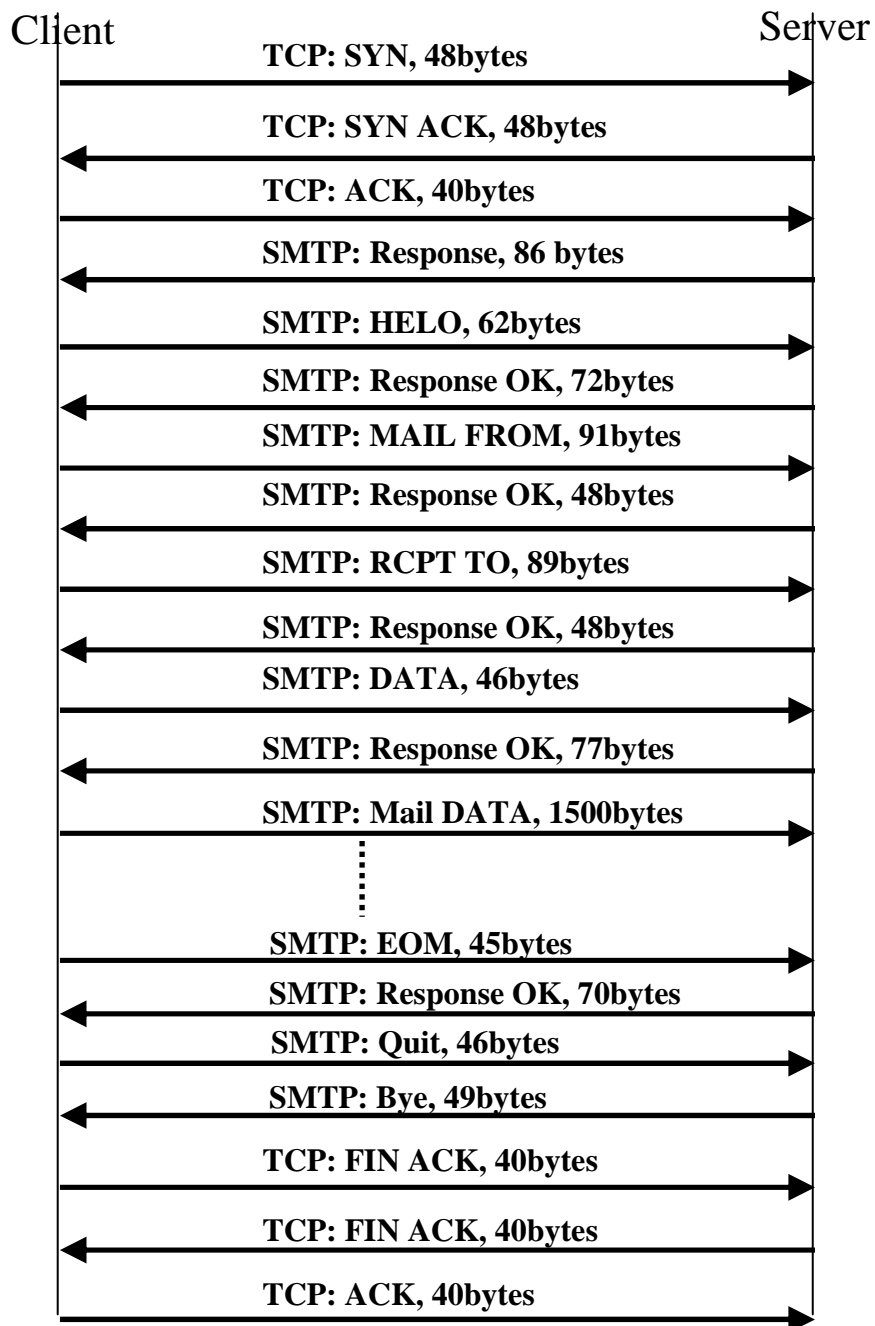 Client
Server
TCP: SYN, 48bytes
TCP: SYN ACK, 48bytes
TCP: ACK, 40bytes
SMTP: Response, 86 bytes
SMTP: HELO, 62bytes
SMTP: Response OK, 72bytes
SMTP: MAIL FROM, 91bytes
SMTP: Response OK, 48bytes
SMTP: RCPT TO, 89bytes
SMTP: Response OK, 48bytes
SMTP: DATA, 46bytes
SMTP: Response OK, 77bytes
SMTP: Mail DATA, 1500bytes
SMTP: EOM, 45bytes
SMTP: Response OK, 70bytes
SMTP: Quit, 46bytes
SMTP: Bye, 49bytes
TCP: FIN ACK, 40bytes
TCP: FIN ACK, 40bytes
TCP: ACK, 40bytes